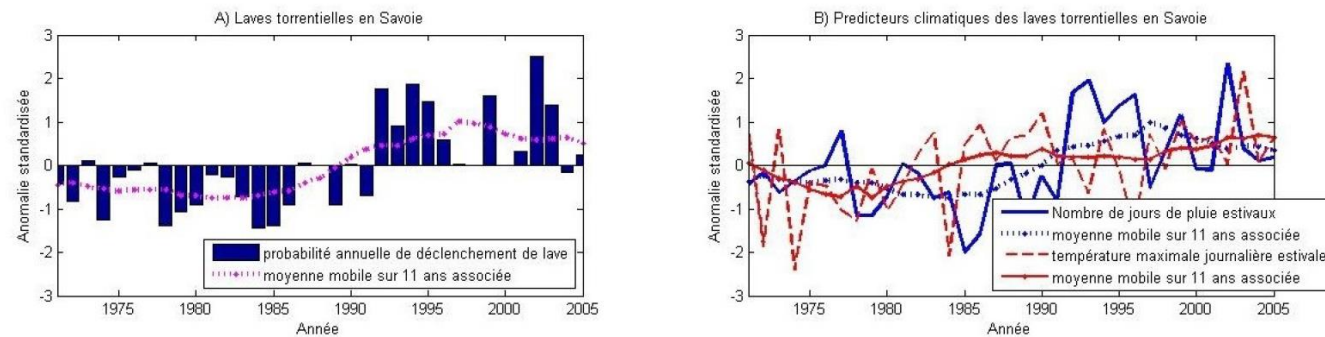 A) Laves torrentielles en Savoie
Anomalie standardisée
3
2
1
0
-1
-2
-3
probabilité annuelle de déclenchement de lave
moyenne mobile sur 11 ans associée
1975 1980 1985 1990 1995 2000 2005
Année
B) Predicteurs climatiques des laves torrentielles en Savoie
Anomalie standardisée
3
2
1
0
-1
-2
-3
Nombre de jours de pluie estivaux
moyenne mobile sur 11 ans associée
température maximale journalière estivale
moyenne mobile sur 11 ans associée
1975 1980 1985 1990 1995 2000 2005
Année